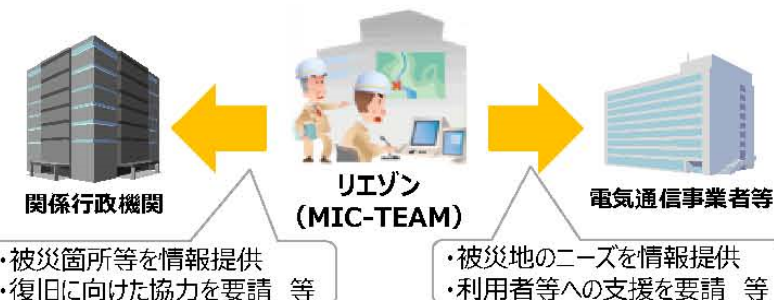 関係行政機関
リエゾン
(MIC-TEAM)
電気通信事業者等
・被災箇所等を情報提供
・復旧に向けた協力を要請 等
・被災地のニーズを情報提供
・利用者等への支援を要請 等